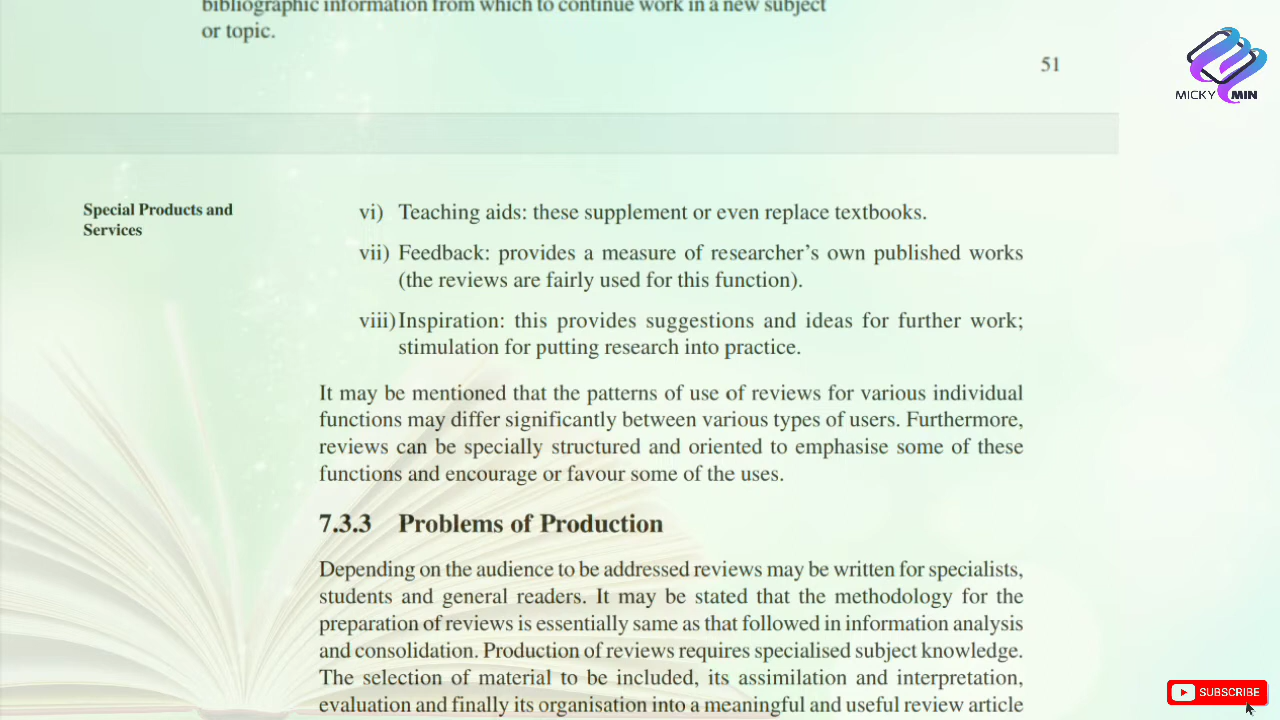 bibliographic information from which to continue work in a new subject
or topic.
51
MICKY MIN
Special Products and
Services
vi) Teaching aids: these supplement or even replace textbooks.
vii) Feedback: provides a measure of researcher's own published works
(the reviews are fairly used for this function).
viii)Inspiration: this provides suggestions and ideas for further work;
stimulation for putting research into practice.
It may be mentioned that the patterns of use of reviews for various individual
functions may differ significantly between various types of users. Furthermore,
reviews can be specially structured and oriented to emphasise some of these
functions and encourage or favour some of the uses.
7.3.3 Problems of Production
Depending on the audience to be addressed reviews may be written for specialists,
students and general readers. It may be stated that the methodology for the
preparation of reviews is essentially same as that followed in information analysis
and consolidation. Production of reviews requires specialised subject knowledge.
The selection of material to be included, its assimilation and interpretation,
evaluation and finally its organisation into a meaningful and useful review article
SUBSCRIBE